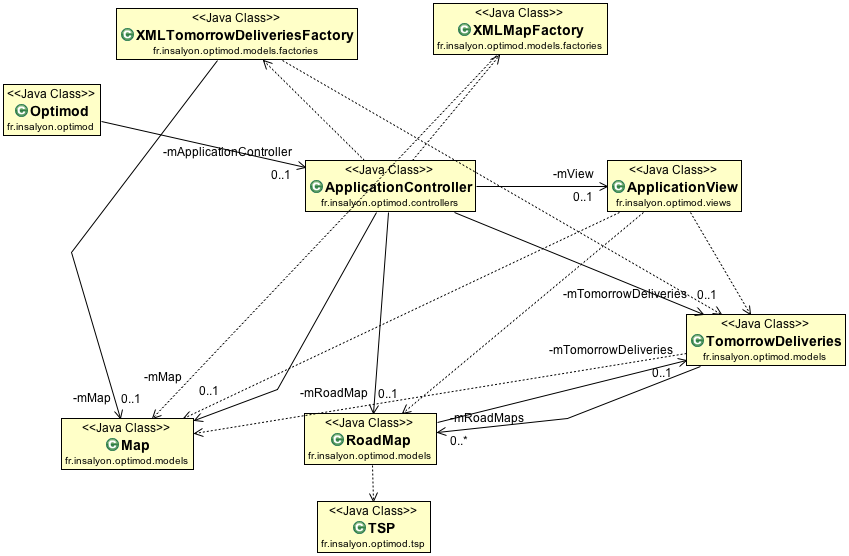 <<Java Class>>
XMLTomorrowDeliveriesFactory
fr.insalyon.optimod.models.factories
<<Java Class>>
XMLMapFactory
fr.insalyon.optimod.models.factories
<<Java Class>>
Optimod
fr.insalyon.optimod
-mApplicationController
0..1
<<Java Class>>
ApplicationController
fr.insalyon.optimod.controllers
-mView
0..1
<<Java Class>>
ApplicationView
fr.insalyon.optimod.views
-mTomorrowDeliveries
0..1
<<Java Class>>
TomorrowDeliveries
fr.insalyon.optimod.models
-mTomorrowDeliveries
0..1
-mMap
0..1
-mMap
0..1
-mRoadMap
0..1
-mRoadMaps
0..*
<<Java Class>>
Map
fr.insalyon.optimod.models
<<Java Class>>
RoadMap
fr.insalyon.optimod.models
<<Java Class>>
TSP
fr.insalyon.optimod.tsp